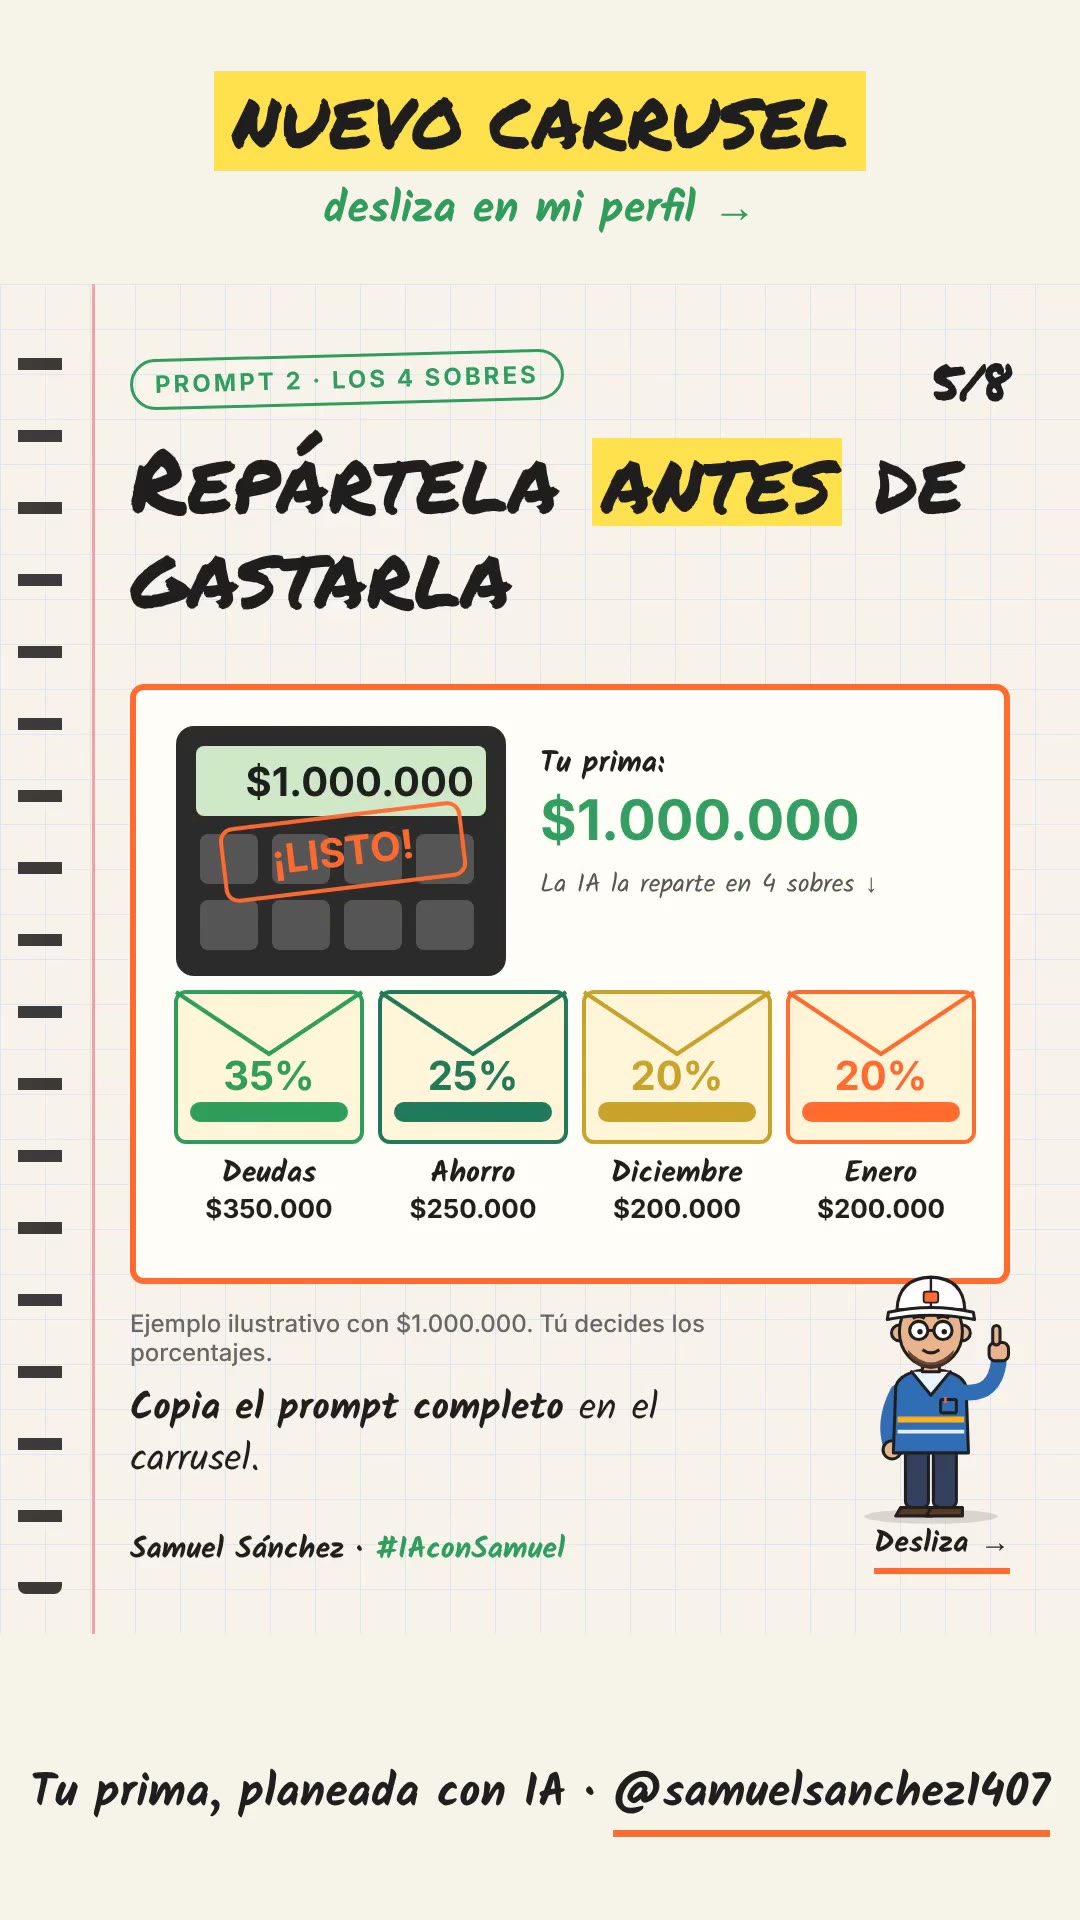 NUEVO CARRUSEL
desliza en mi perfil →
PROMPT 2 · LOS 4 SOBRES
5/8
REPÁRTELA ANTES DE
GASTARLA
$1.000.000
¡LISTO!
Tu prima:
$1.000.000
La IA la reparte en 4 sobres ↓
35%
25%
20%
20%
Deudas
Ahorro
Diciembre
Enero
$350.000
$250.000
$200.000
$200.000
Ejemplo ilustrativo con $1.000.000. Tú decides los
porcentajes.
Copia el prompt completo en el
carrusel.
Samuel Sánchez · #IAconSamuel
Desliza →
Tu prima, planeada con IA · @samuelsanchez1407